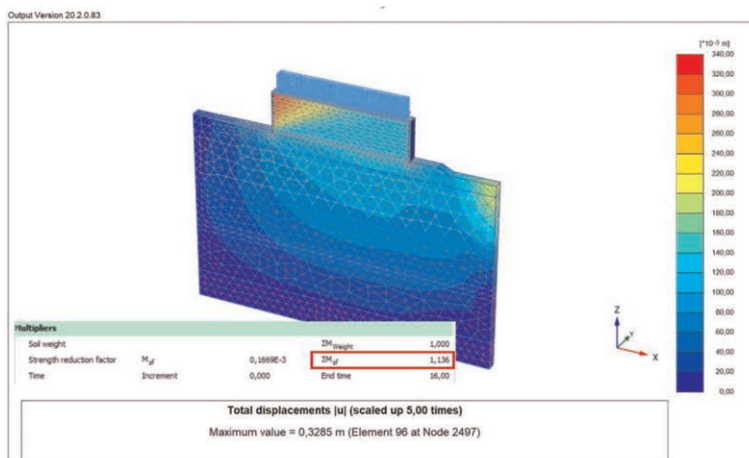 Output Version 20.2.0.83
[*10-3 m]
340,00
320,00
300,00
280,00
260,00
240,00
220,00
200,00
180,00
160,00
140,00
120,00
100,00
80,00
60,00
40,00
20,00
0,00
Z
Y
X
Multipliers
Soil weight ΣMWeight 1,000
Strength reduction factor Msf 0,1669E-3 ΣMsf 1,136
Time Increment 0,000 End time 16,00
Total displacements |u| (scaled up 5,00 times)
Maximum value = 0,3285 m (Element 96 at Node 2497)